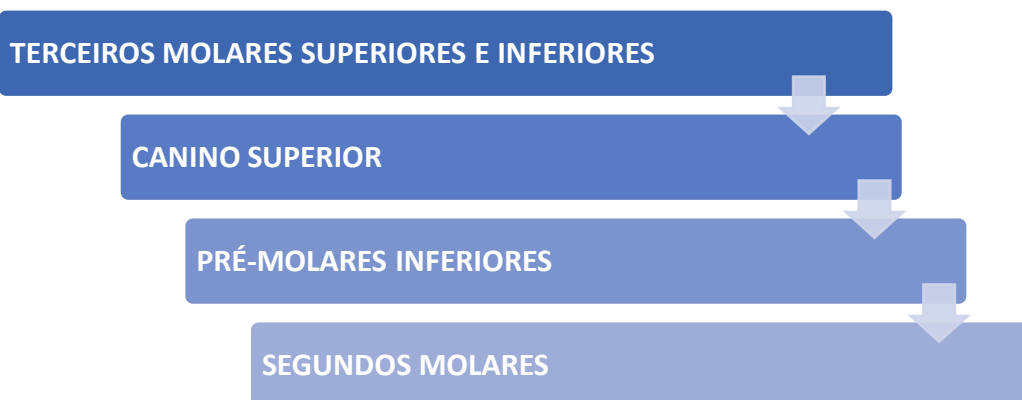 TERCEIROS MOLARES SUPERIORES E INFERIORES
CANINO SUPERIOR
PRÉ-MOLARES INFERIORES
SEGUNDOS MOLARES